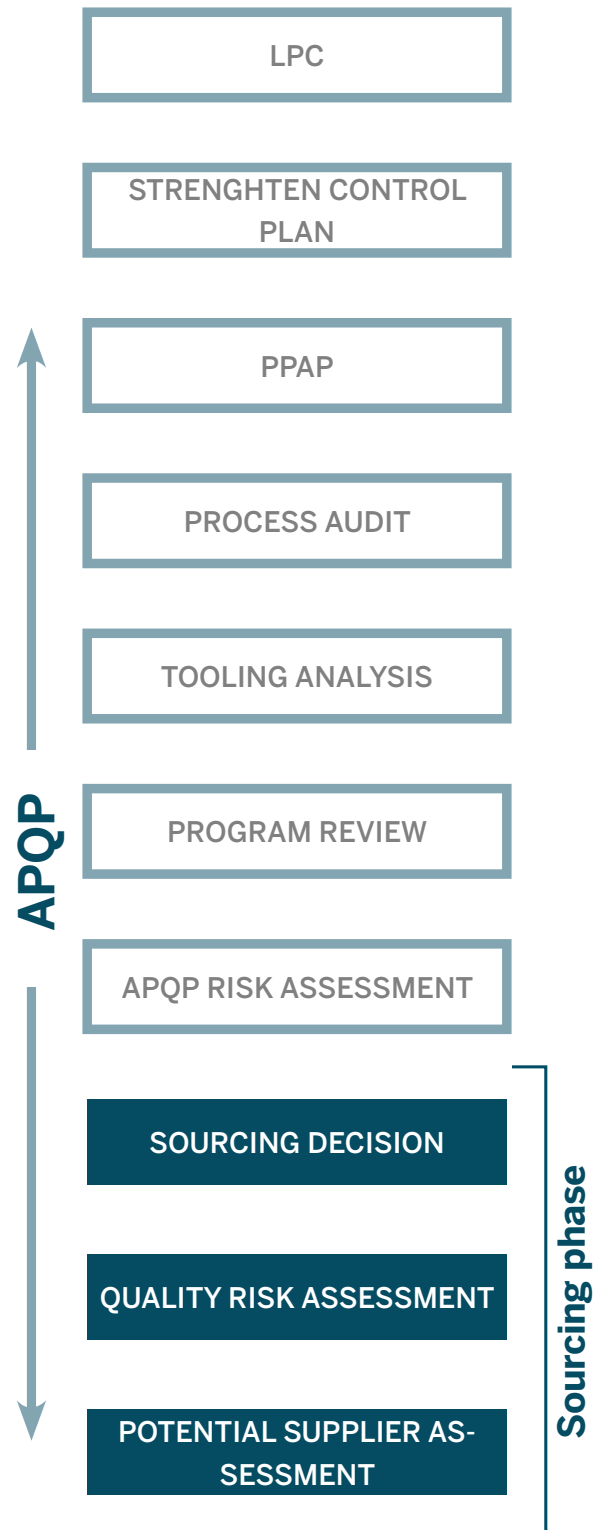 LPC
STRENGHTEN CONTROL
PLAN
PPAP
PROCESS AUDIT
TOOLING ANALYSIS
PROGRAM REVIEW
APQP
APQP RISK ASSESSMENT
SOURCING DECISION
QUALITY RISK ASSESSMENT
Sourcing phase
POTENTIAL SUPPLIER AS-
SESSMENT